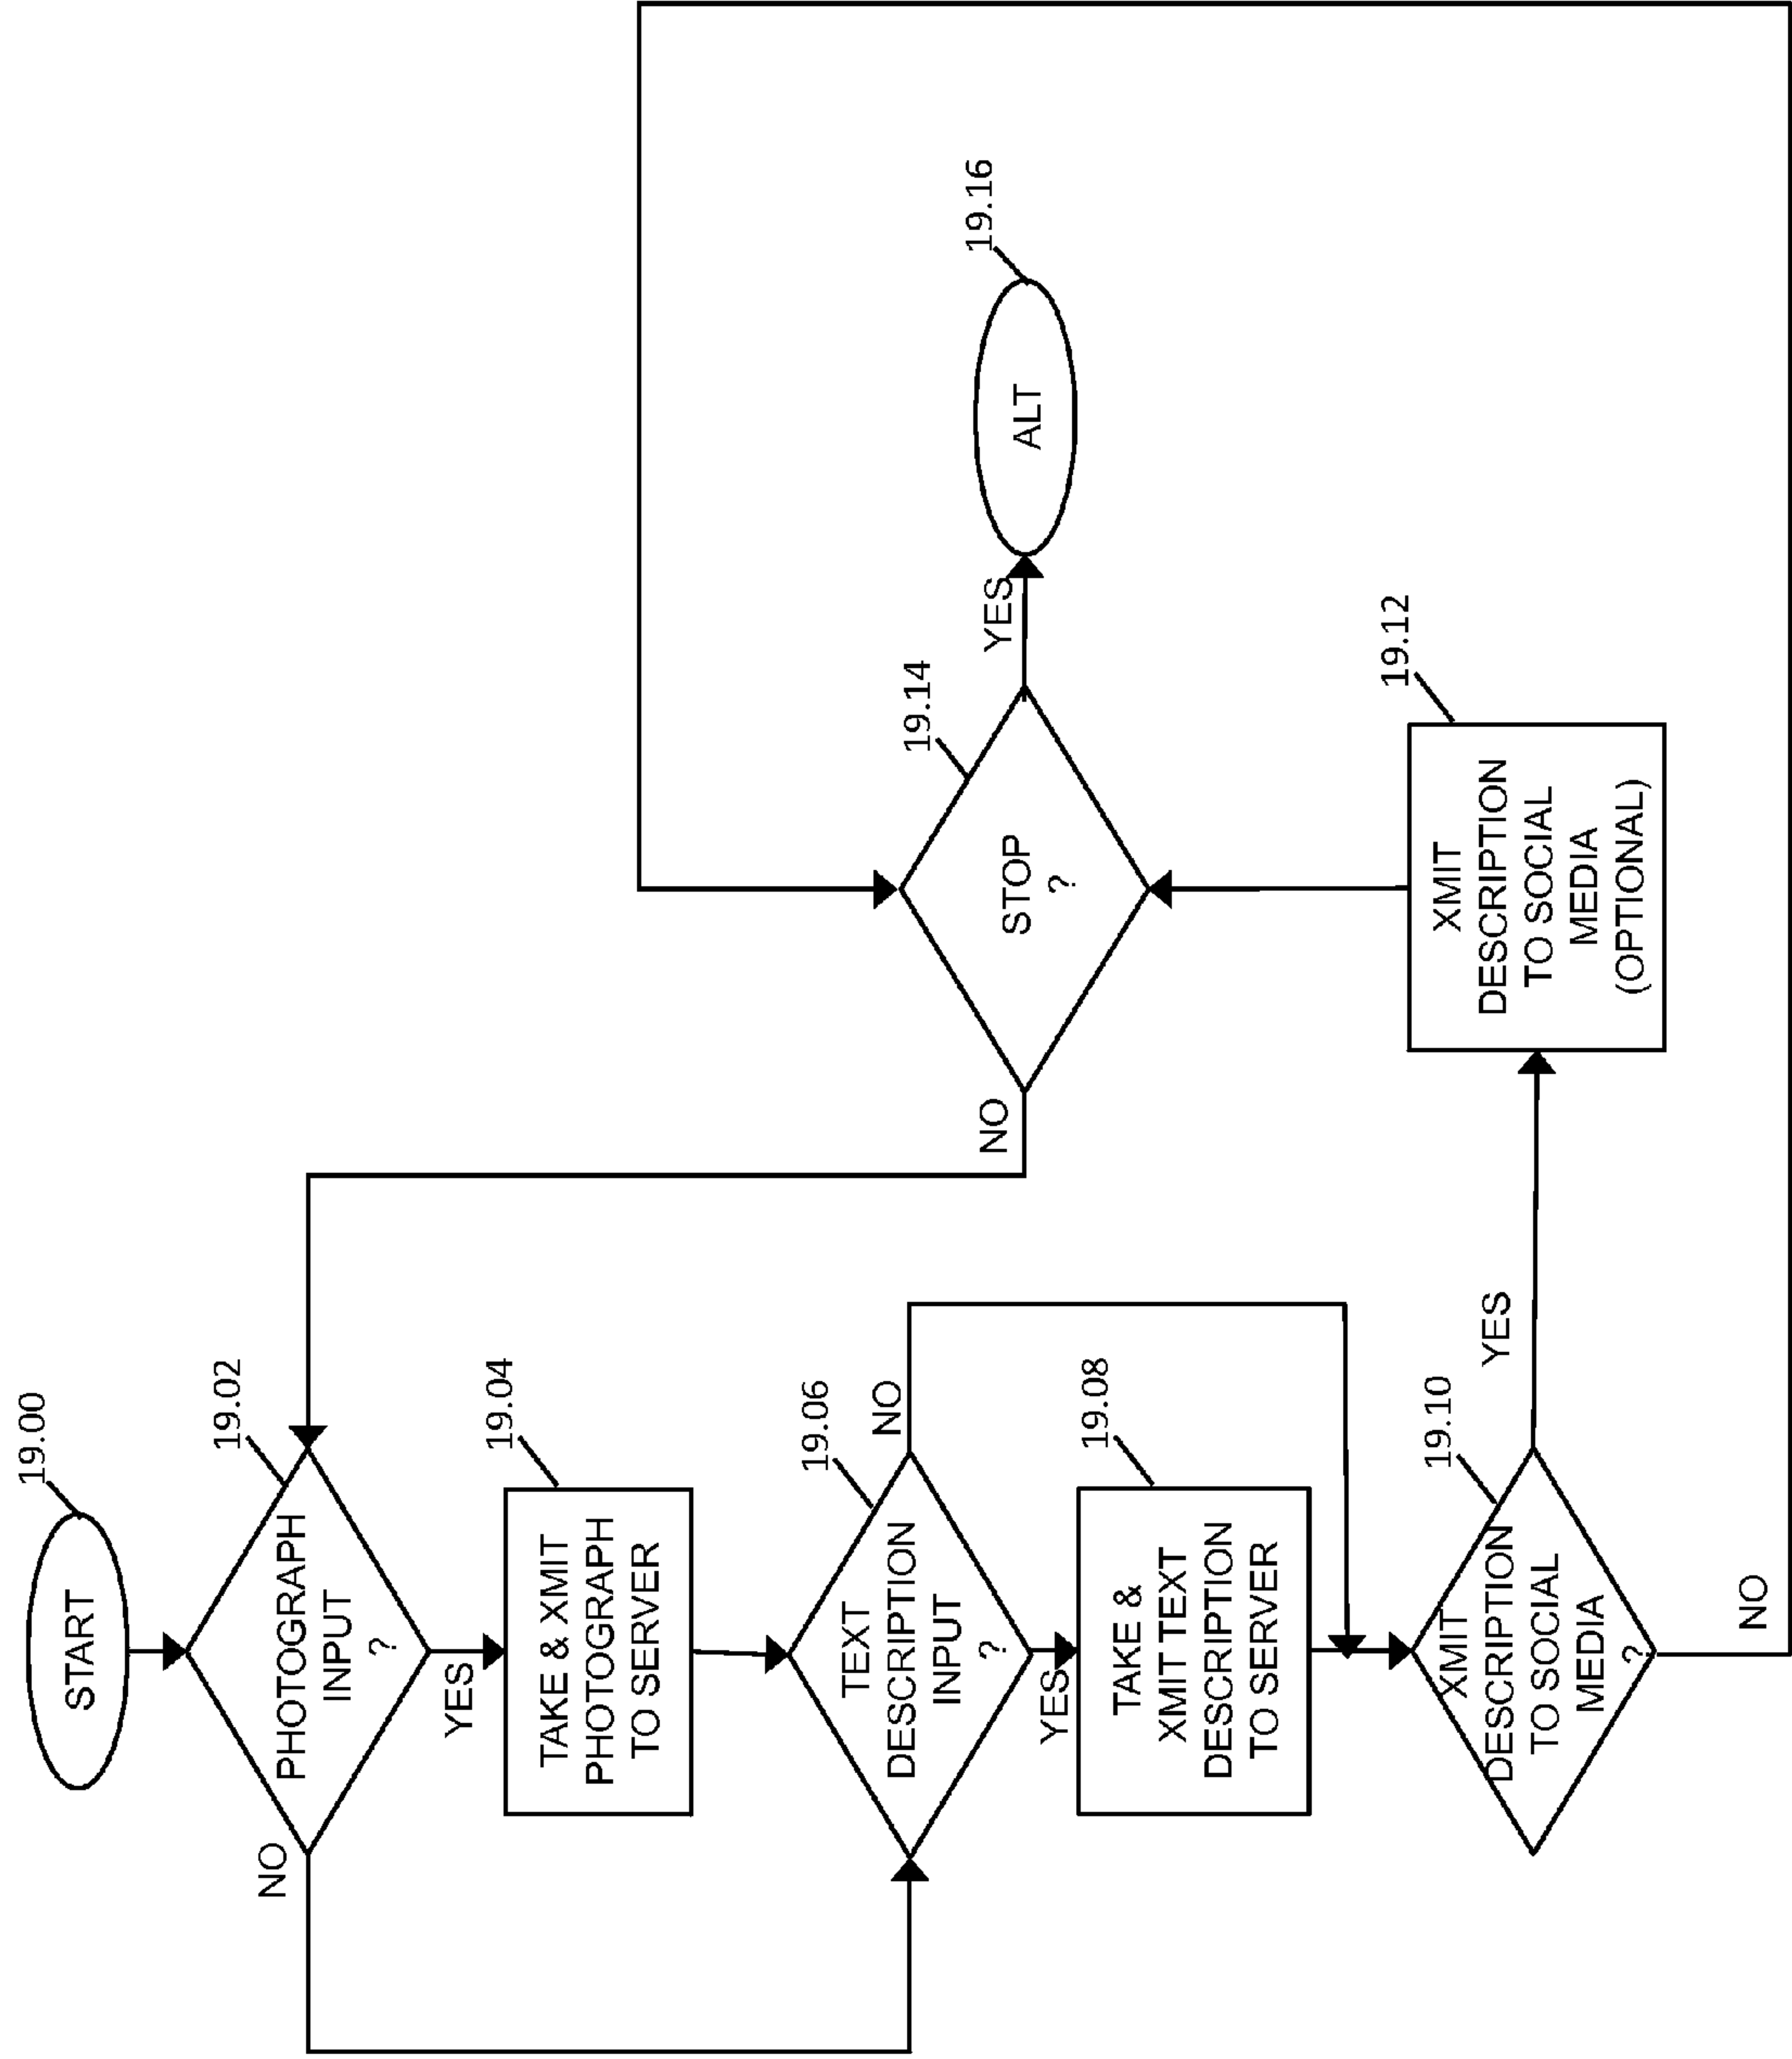 19.00
START
19.02
PHOTOGRAPH
INPUT
?
NO
YES
19.04
TAKE & XMIT
PHOTOGRAPH
TO SERVER
19.06
TEXT
DESCRIPTION
INPUT
?
NO
YES
19.08
TAKE &
XMIT TEXT
DESCRIPTION
TO SERVER
19.10
XMIT
DESCRIPTION
TO SOCIAL
MEDIA
?
YES
NO
19.12
XMIT
DESCRIPTION
TO SOCIAL
MEDIA
(OPTIONAL)
19.14
STOP
?
NO
YES
19.16
ALT